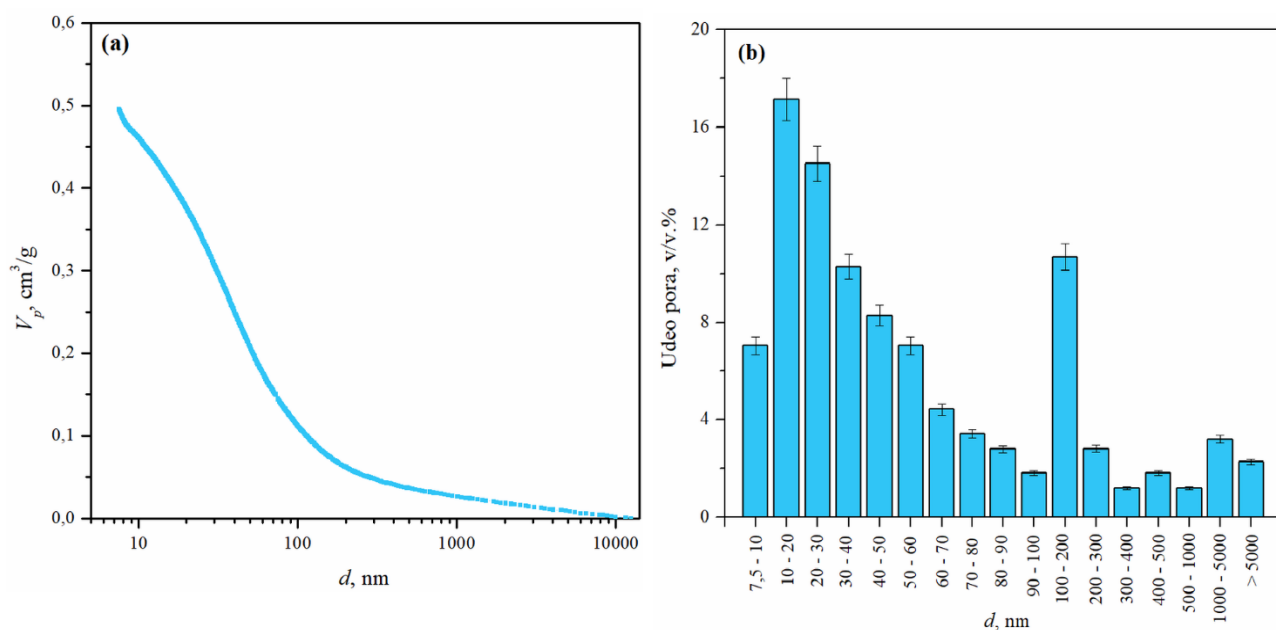 (a)
0,6
0,5
0,4
0,3
0,2
0,1
0,0
V_p, cm³/g
10 100 1000 10000
d, nm
(b)
20
16
12
8
4
0
Udeo pora, v/v.%
7,5 - 10
10 - 20
20 - 30
30 - 40
40 - 50
50 - 60
60 - 70
70 - 80
80 - 90
90 - 100
100 - 200
200 - 300
300 - 400
400 - 500
500 - 1000
1000 - 5000
> 5000
d, nm